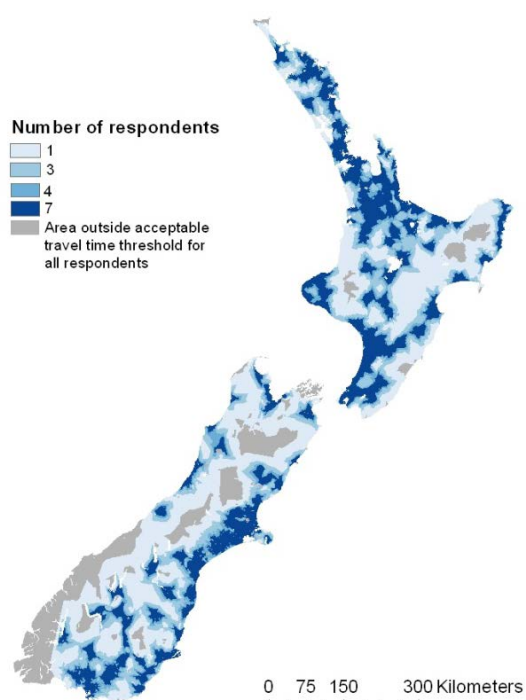 Number of respondents
1
3
4
7
Area outside acceptable
travel time threshold for
all respondents
0 75 150 300 Kilometers